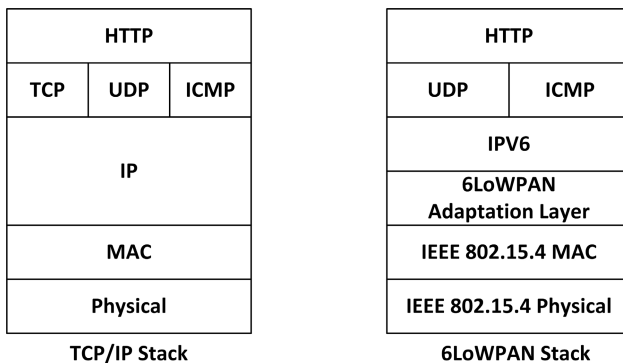 HTTP
TCP UDP ICMP
IP
MAC
Physical
TCP/IP Stack
HTTP
UDP ICMP
IPV6
6LoWPAN
Adaptation Layer
IEEE 802.15.4 MAC
IEEE 802.15.4 Physical
6LoWPAN Stack